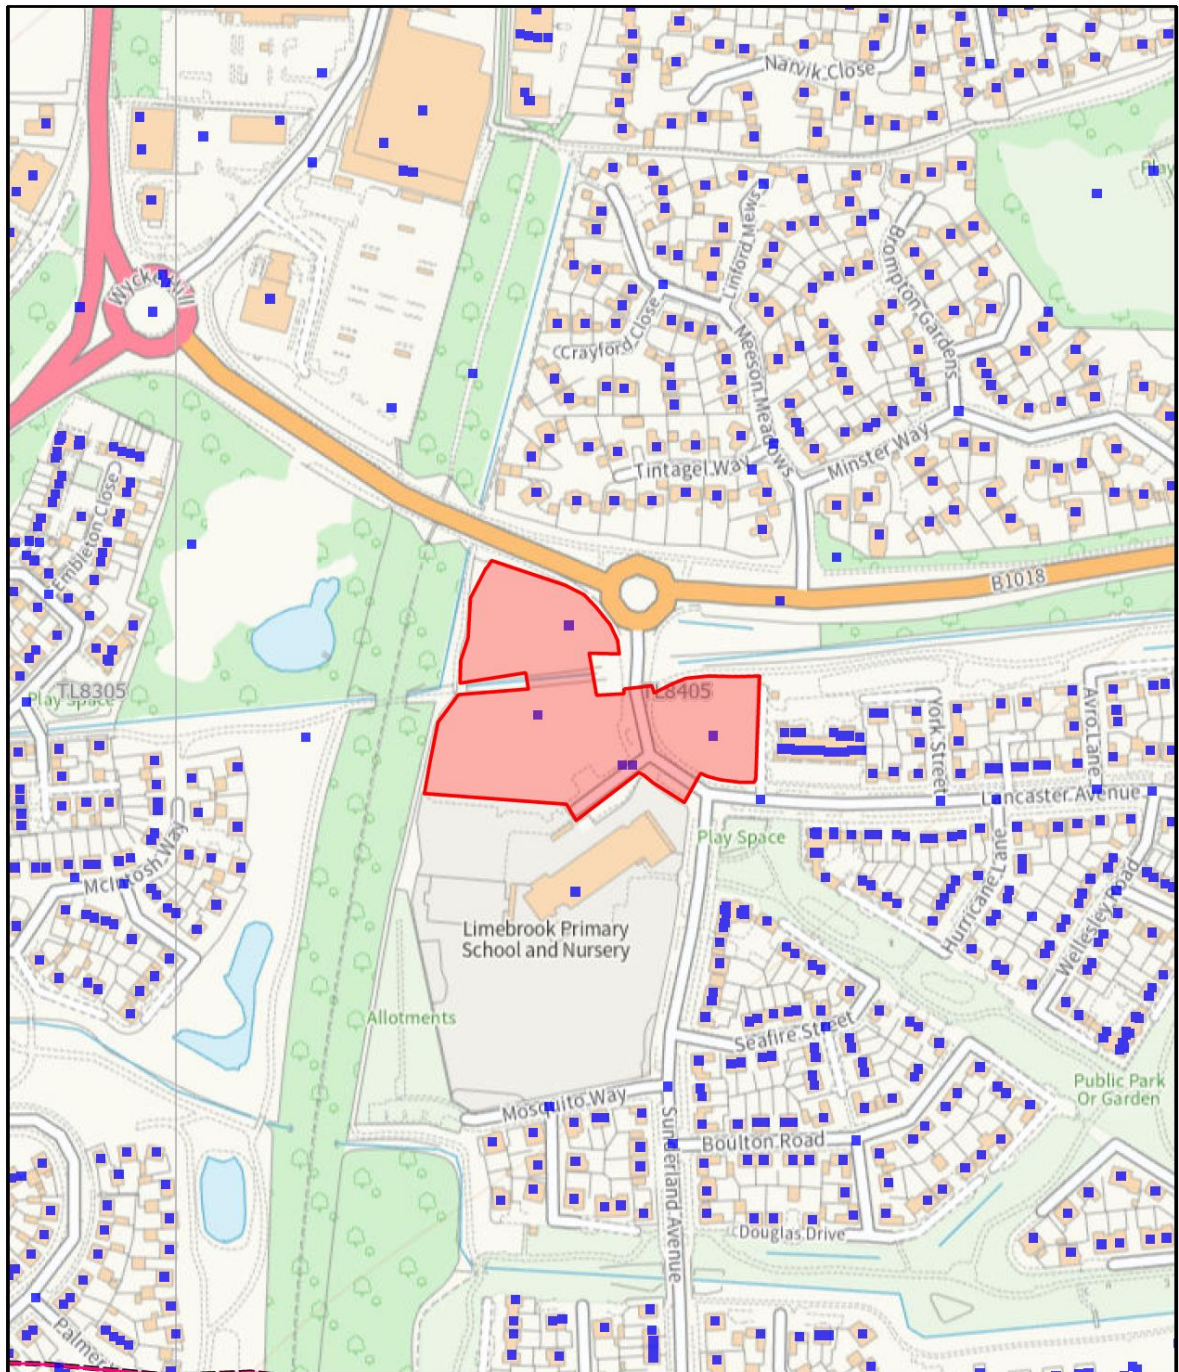 Narvik Close
Play
Linford Mews
Brompton Gardens
Wycke Hill
Crayford Close
Meeson Meadows
Minster Way
Tintagel Way
Embleton Close
B1018
TL8305
Play Space
TL8405
York Street
Avro Lane
Lancaster Avenue
Play Space
McIntosh Way
Hurricane Lane
Wellesley Road
Limebrook Primary
School and Nursery
Allotments
Seafire Street
Public Park
Or Garden
Mosquito Way
Boulton Road
Sunderland Avenue
Douglas Drive